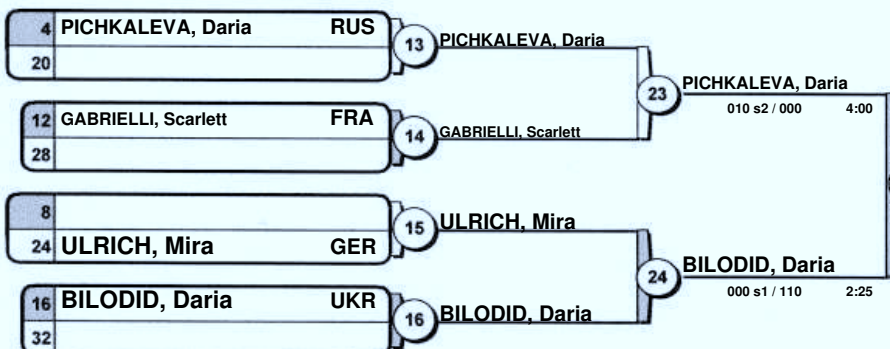 4 PICHKALEVA, Daria RUS
20
13 PICHKALEVA, Daria
12 GABRIELLI, Scarlett FRA
28
14 GABRIELLI, Scarlett
23 PICHKALEVA, Daria
010 s2 / 000 4:00
8
24 ULRICH, Mira GER
15 ULRICH, Mira
16 BILODID, Daria UKR
32
16 BILODID, Daria
24 BILODID, Daria
000 s1 / 110 2:25